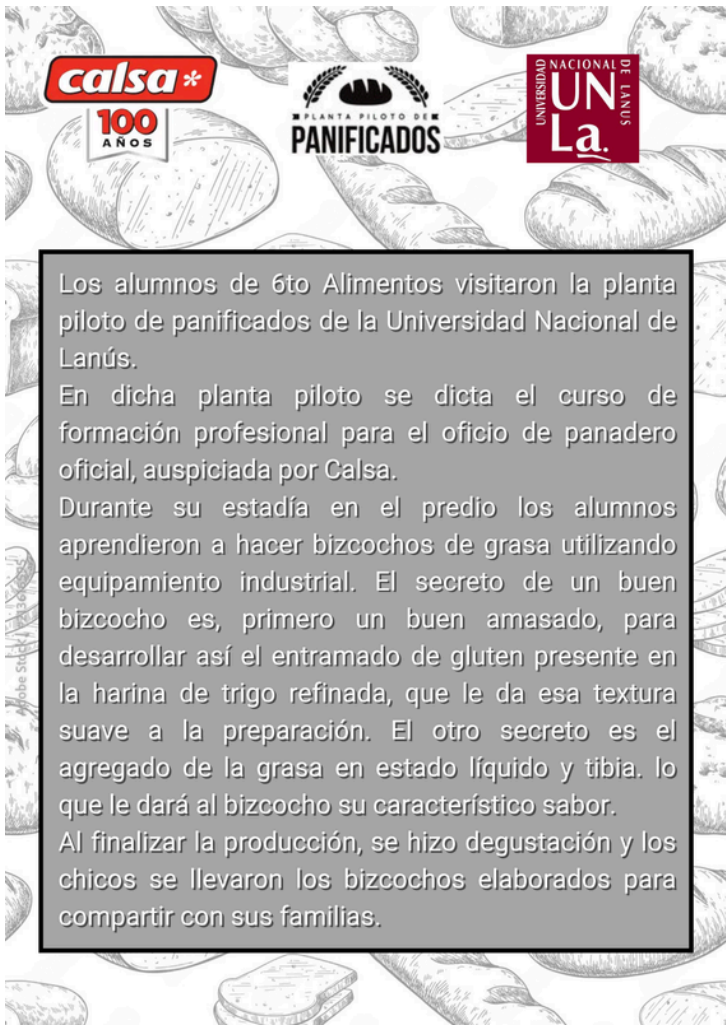 calsa*
100
AÑOS
PLANTA PILOTO DE
PANIFICADOS
UNIVERSIDAD NACIONAL DE LANUS
UN
La.
Los alumnos de 6to Alimentos visitaron la planta
piloto de panificados de la Universidad Nacional de
Lanús.
En dicha planta piloto se dicta el curso de
formación profesional para el oficio de panadero
oficial, auspiciada por Calsa.
Durante su estadía en el predio los alumnos
aprendieron a hacer bizcochos de grasa utilizando
equipamiento industrial. El secreto de un buen
bizcocho es, primero un buen amasado, para
desarrollar así el entramado de gluten presente en
la harina de trigo refinada, que le da esa textura
suave a la preparación. El otro secreto es el
agregado de la grasa en estado líquido y tibia. lo
que le dará al bizcocho su característico sabor.
Al finalizar la producción, se hizo degustación y los
chicos se llevaron los bizcochos elaborados para
compartir con sus familias.